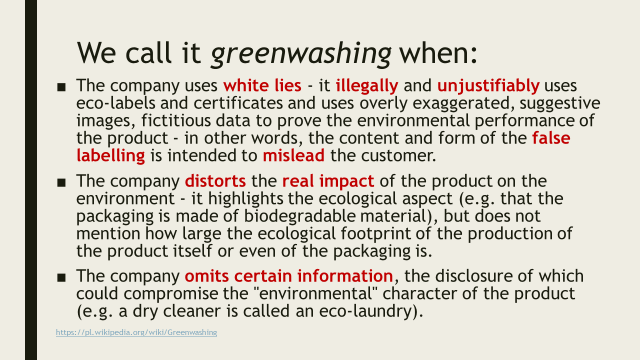 We call it greenwashing when:
■ The company uses white lies - it illegally and unjustifiably uses
eco-labels and certificates and uses overly exaggerated, suggestive
images, fictitious data to prove the environmental performance of
the product - in other words, the content and form of the false
labelling is intended to mislead the customer.
■ The company distorts the real impact of the product on the
environment - it highlights the ecological aspect (e.g. that the
packaging is made of biodegradable material), but does not
mention how large the ecological footprint of the production of
the product itself or even of the packaging is.
■ The company omits certain information, the disclosure of which
could compromise the "environmental" character of the product
(e.g. a dry cleaner is called an eco-laundry).
https://pl.wikipedia.org/wiki/Greenwashing